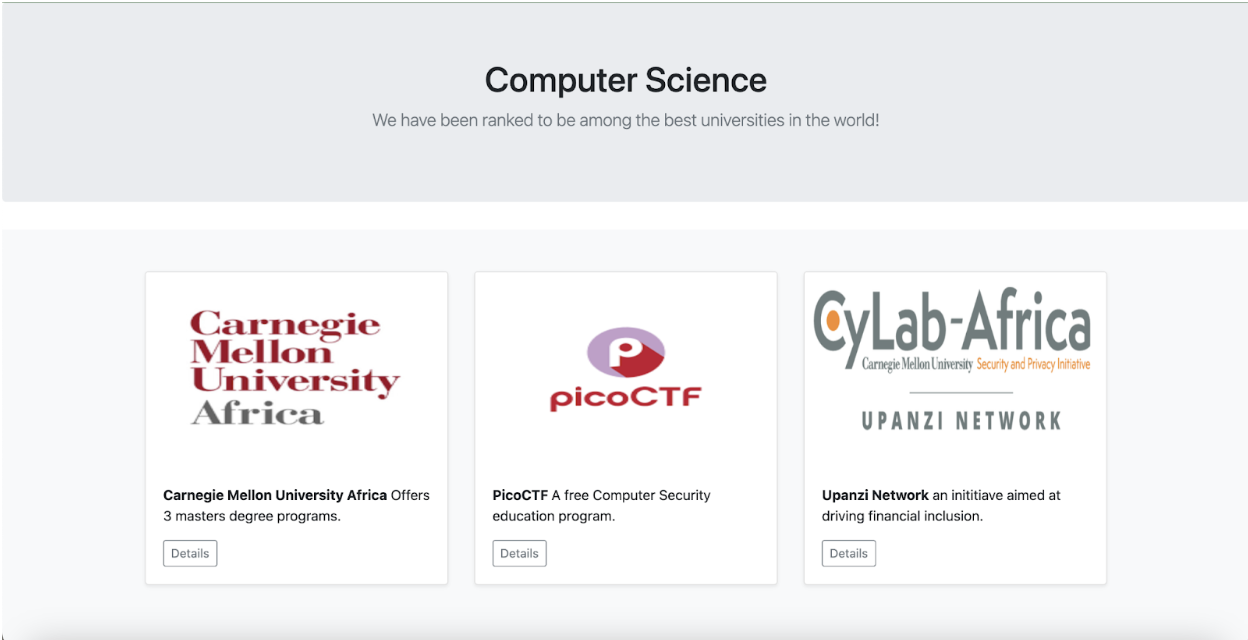 Computer Science
We have been ranked to be among the best universities in the world!
Carnegie
Mellon
University
Africa
Carnegie Mellon University Africa Offers
3 masters degree programs.
Details
picoCTF
PicoCTF A free Computer Security
education program.
Details
CyLab-Africa
Carnegie Mellon University Security and Privacy Initiative
UPANZI NETWORK
Upanzi Network an inititiave aimed at
driving financial inclusion.
Details